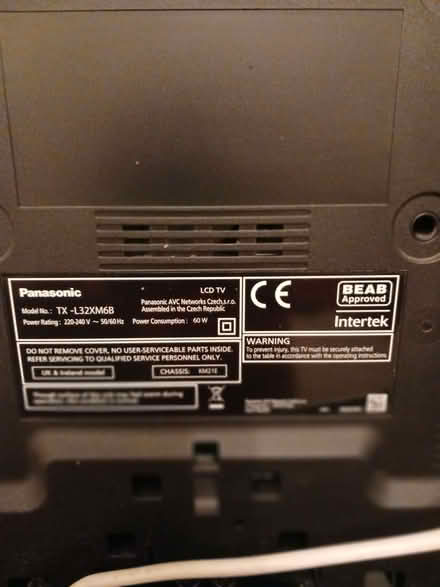 Panasonic
LCD TV
Model No.: TX -L32XM6B
Panasonic AVC Networks Czech,s.r.o.
Assembled in the Czech Republic
Power Rating: 220-240 V ~ 50/60 Hz
Power Consumption: 60 W
DO NOT REMOVE COVER, NO USER-SERVICEABLE PARTS INSIDE.
REFER SERVICING TO QUALIFIED SERVICE PERSONNEL ONLY.
UK & Ireland model
CHASSIS: KM21E
CE
BEAB
Approved
Intertek
WARNING
To prevent injury, this TV must be securely attached
to the table in accordance with the operating instructions